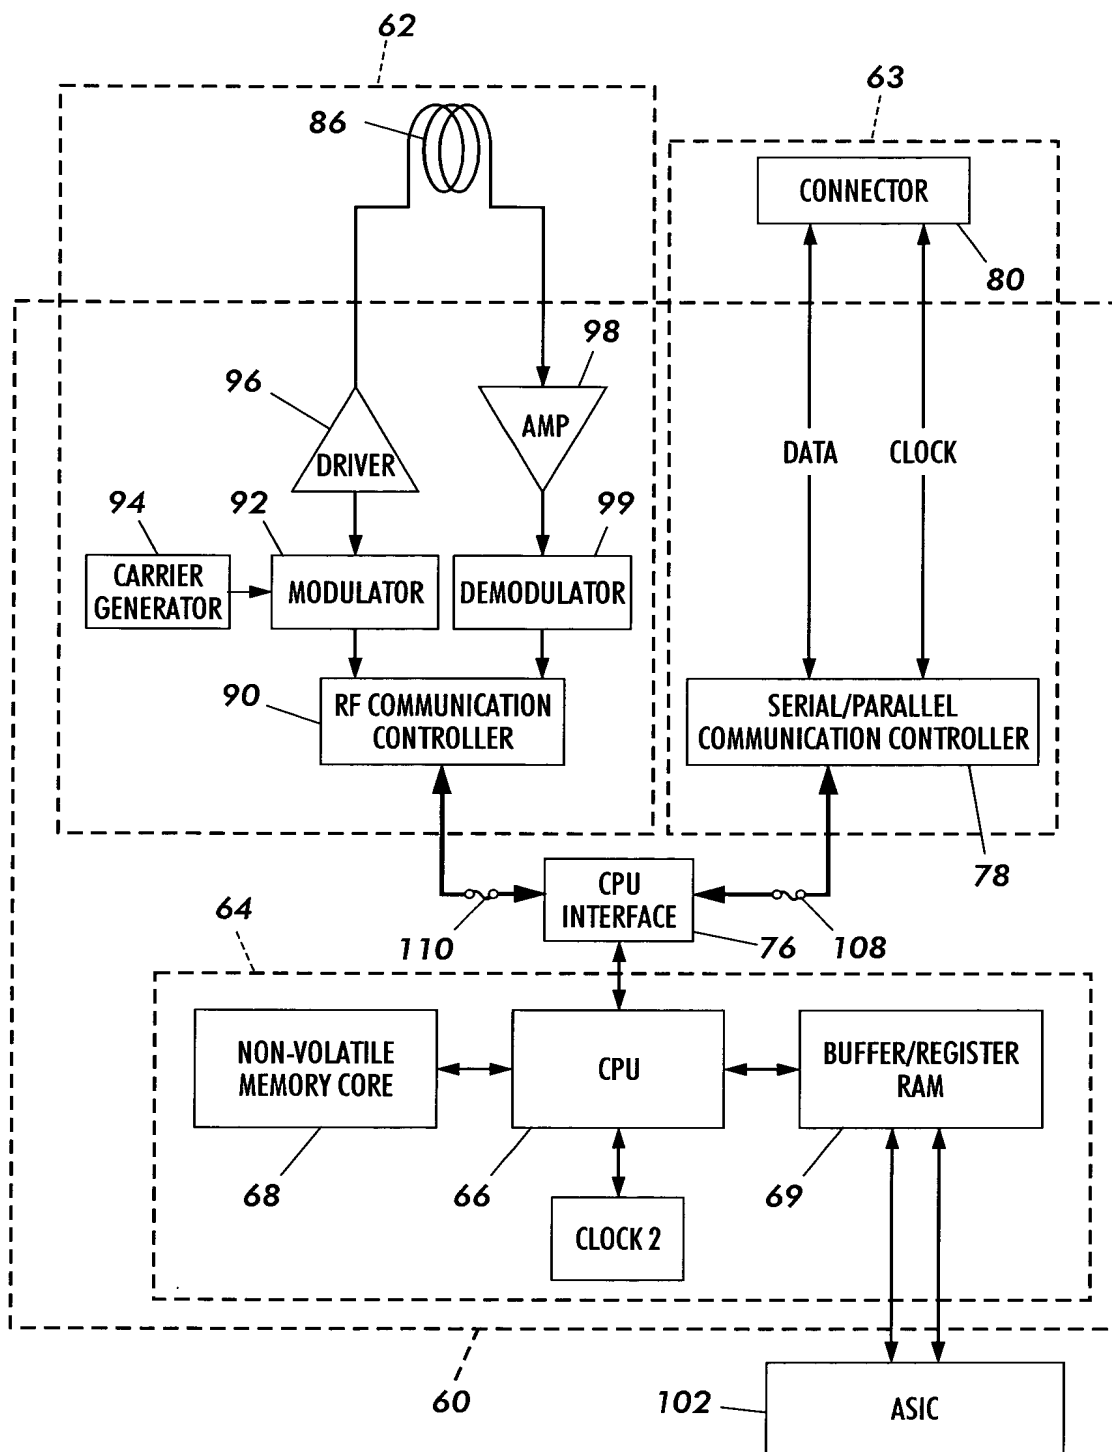 62
63
86
CONNECTOR
80
98
96
AMP
DRIVER
DATA
CLOCK
94
92
99
CARRIER
GENERATOR
MODULATOR
DEMODULATOR
90
RF COMMUNICATION
CONTROLLER
SERIAL/PARALLEL
COMMUNICATION CONTROLLER
78
CPU
INTERFACE
64
110
76
108
NON-VOLATILE
MEMORY CORE
CPU
BUFFER/REGISTER
RAM
68
66
69
CLOCK 2
60
102
ASIC